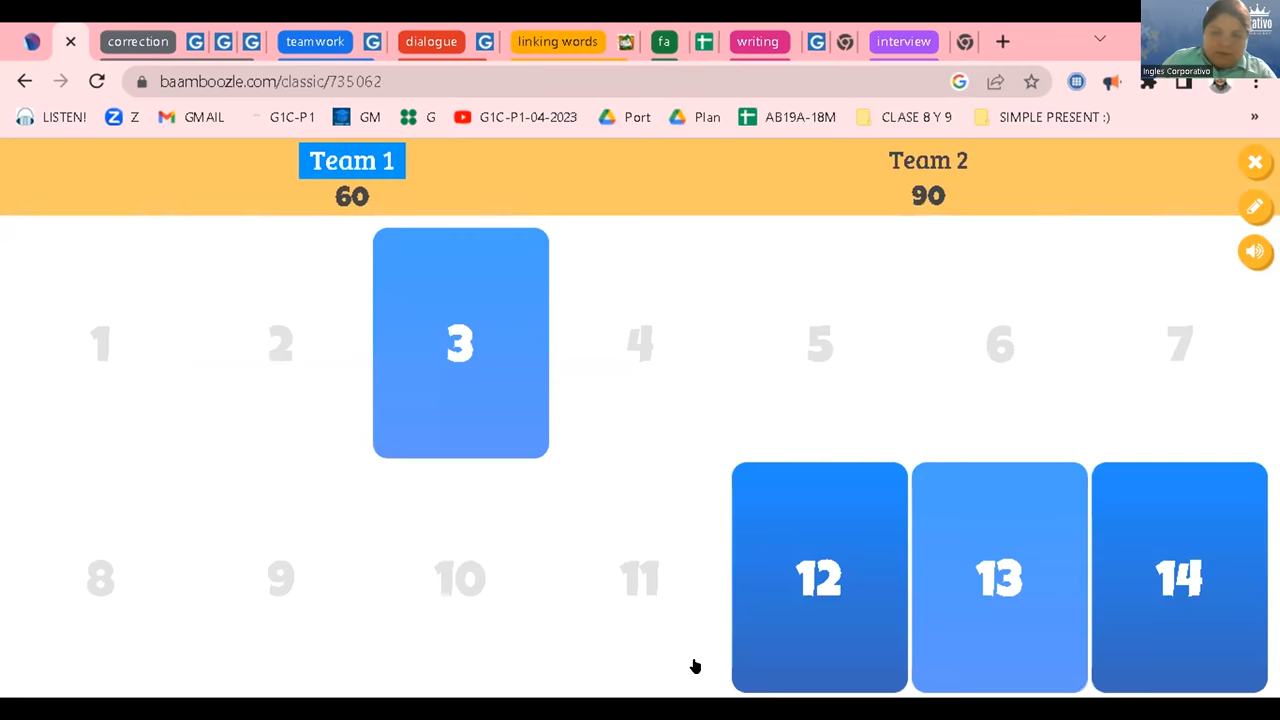 correction teamwork dialogue linking words fa writing interview
baamboozle.com/classic/735062
LISTEN! Z GMAIL G1C-P1 GM G G1C-P1-04-2023 Port Plan AB19A-18M CLASE 8 Y 9 SIMPLE PRESENT :) »
Ingles Corporativo
Team 1 Team 2
60 90
1 2 3 4 5 6 7
8 9 10 11 12 13 14